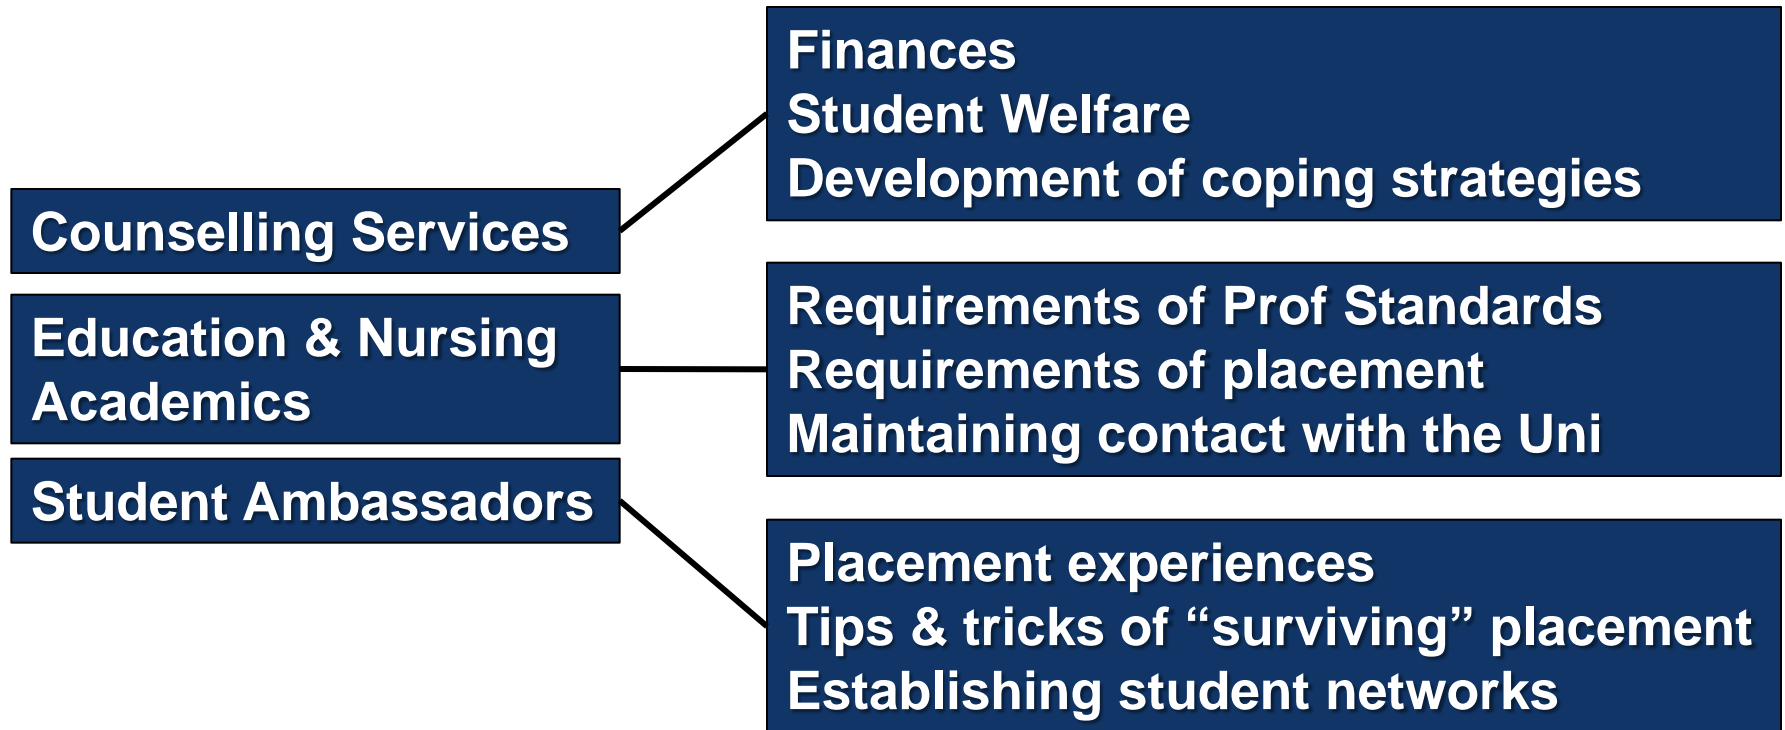 Counselling Services
Finances
Student Welfare
Development of coping strategies
Education & Nursing
Academics
Requirements of Prof Standards
Requirements of placement
Maintaining contact with the Uni
Student Ambassadors
Placement experiences
Tips & tricks of “surviving” placement
Establishing student networks